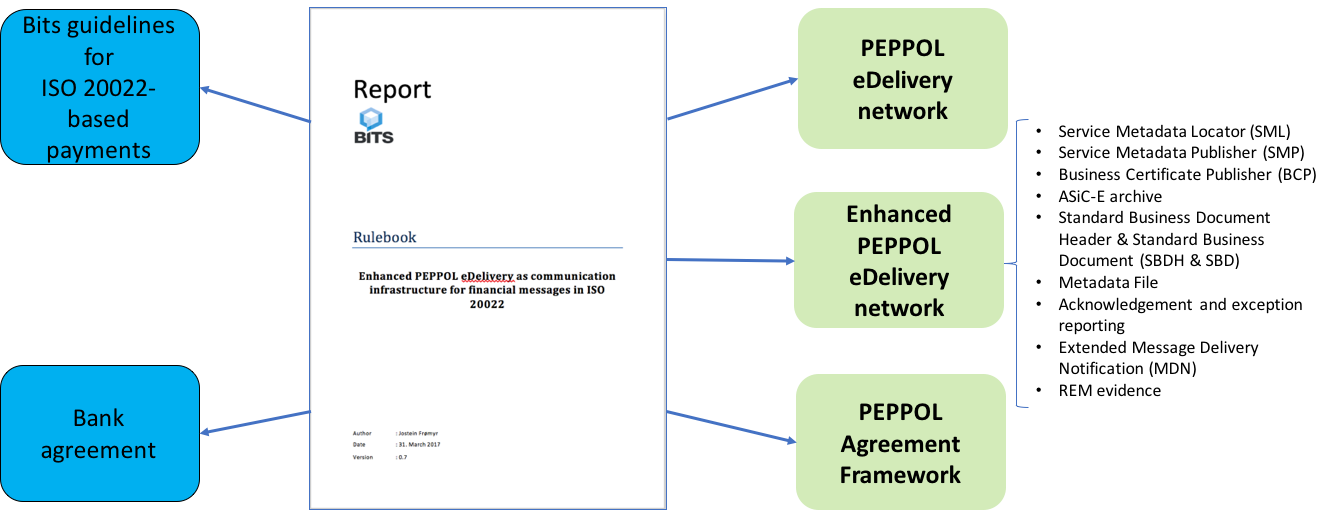 Bits guidelines
for
ISO 20022-
based
payments
Bank
agreement
Report
BITS
Rulebook
Enhanced PEPPOL eDelivery as communication
infrastructure for financial messages in ISO
20022
Author : Jostein Frømyr
Date : 31. March 2017
Version : 0.7
PEPPOL
eDelivery
network
Enhanced
PEPPOL
eDelivery
network
PEPPOL
Agreement
Framework
• Service Metadata Locator (SML)
• Service Metadata Publisher (SMP)
• Business Certificate Publisher (BCP)
• ASiC-E archive
• Standard Business Document
Header & Standard Business
Document (SBDH & SBD)
• Metadata File
• Acknowledgement and exception
reporting
• Extended Message Delivery
Notification (MDN)
• REM evidence